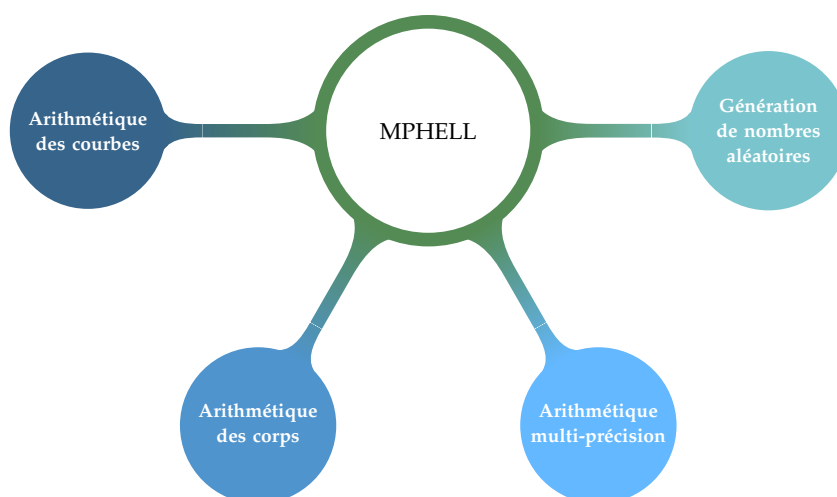 MPHELL
Arithmétique
des courbes
Génération
de nombres
aléatoires
Arithmétique
des corps
Arithmétique
multi-précision